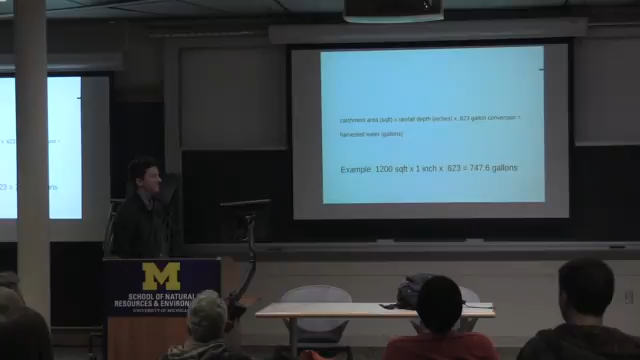 catchment area (sqft) x rainfall depth (inches) x .623 gallon conversion =
harvested water (gallons)
Example: 1200 sqft x 1 inch x .623 = 747.6 gallons
M
SCHOOL OF NATURAL
RESOURCES & ENVIRONMENT
UNIVERSITY OF MICHIGAN